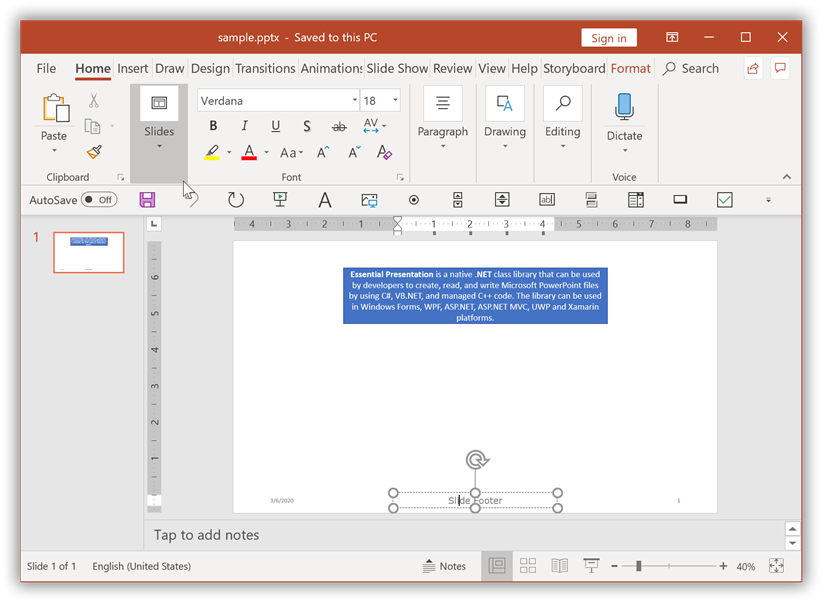 sample.pptx - Saved to this PC
Sign in
File Home Insert Draw Design Transitions Animations Slide Show Review View Help Storyboard Format Search
Verdana 18
Paste Slides Paragraph Drawing Editing Dictate
B I U S ab AV
A Aa A A A
Clipboard Font Voice
AutoSave Off A ab
L 4 3 2 1 1 2 3 4 5 6 7 8
1
6
5
4
3
2
1
Essential Presentation is a native .NET class library that can be used
by developers to create, read, and write Microsoft PowerPoint files
by using C#, VB.NET, and managed C++ code. The library can be used
in Windows Forms, WPF, ASP.NET, ASP.NET MVC, UWP and Xamarin
platforms.
3/6/2020 Slide Footer 1
Tap to add notes
Slide 1 of 1 English (United States) Notes 40%